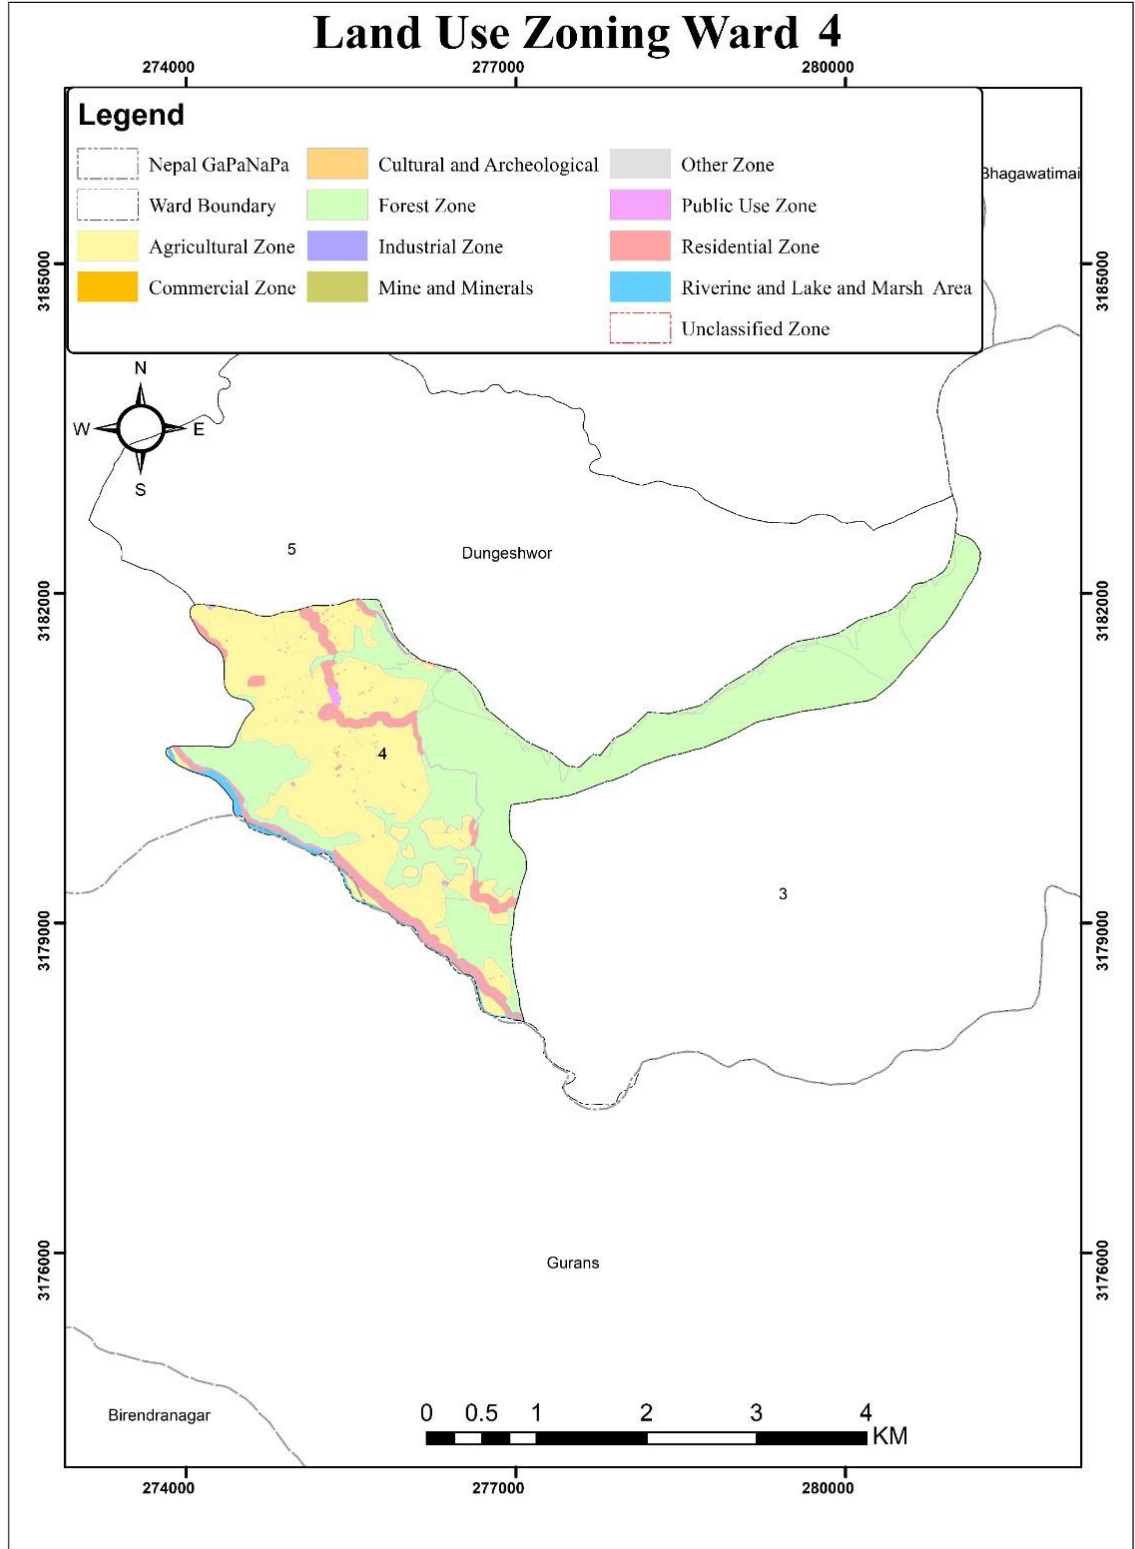 Land Use Zoning Ward 4
274000 277000 280000
Legend
Nepal GaPaNaPa
Ward Boundary
Agricultural Zone
Commercial Zone
Cultural and Archeological
Forest Zone
Industrial Zone
Mine and Minerals
Other Zone
Public Use Zone
Residential Zone
Riverine and Lake and Marsh Area
Unclassified Zone
Bhagawatimai
3185000 3185000
N
W E
S
5
Dungeshwor
3182000 3182000
4
3
3179000 3179000
3176000 3176000
Gurans
Birendranagar
0 0.5 1 2 3 4
KM
274000 277000 280000